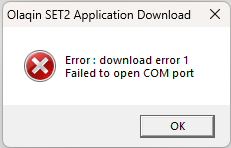 Olaqin SET2 Application Download
Error : download error 1
Failed to open COM port
OK